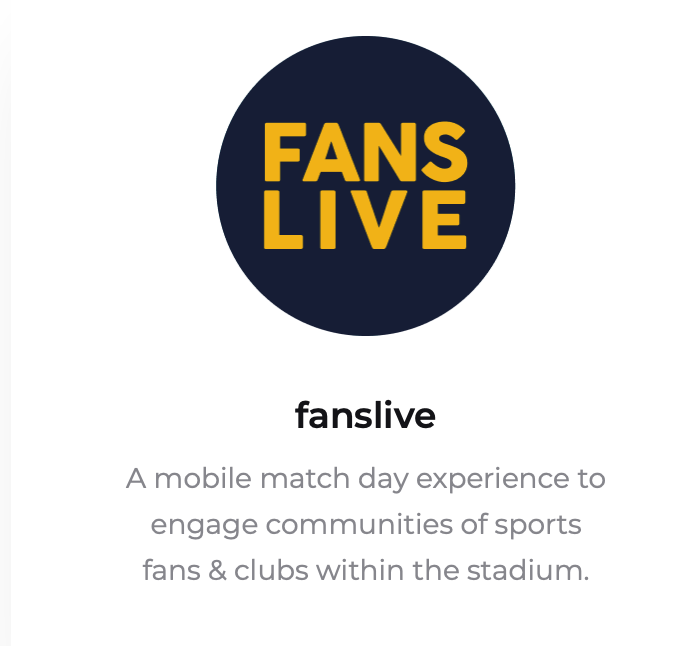 FANS
LIVE
fanslive
A mobile match day experience to
engage communities of sports
fans & clubs within the stadium.